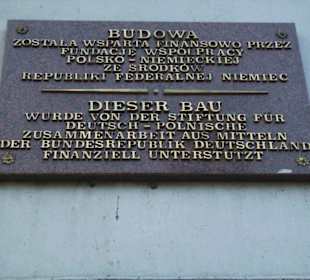 BUDOWA
ZOSTAŁA WSPARTA FINANSOWO PRZEZ
FUNDACJĘ WSPÓŁPRACY
POLSKO – NIEMIECKIEJ
ZE ŚRODKÓW
REPUBLIKI FEDERALNEJ NIEMIEC
DIESER BAU
WURDE VON DER STIFTUNG FÜR
DEUTSCH – POLNISCHE
ZUSAMMENARBEIT AUS MITTELN
DER BUNDESREPUBLIK DEUTSCHLAND
FINANZIELL UNTERSTÜTZT